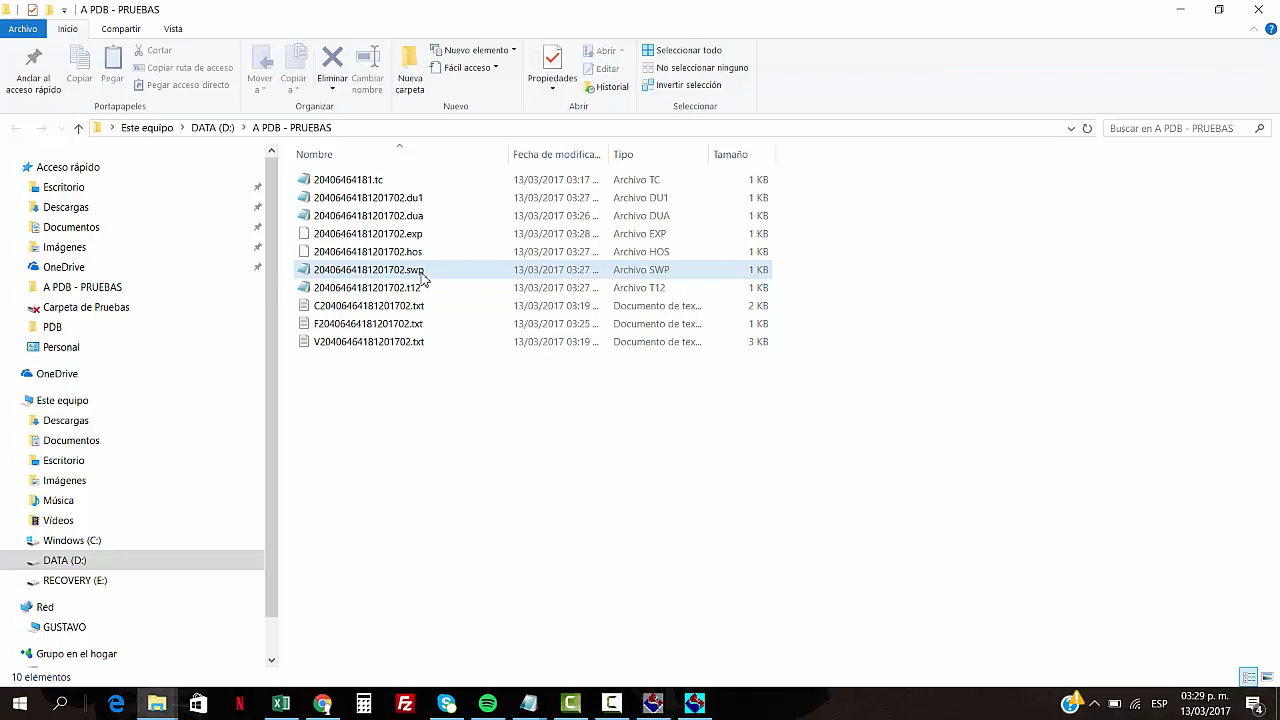 A PDB - PRUEBAS
Archivo Inicio Compartir Vista
Anclar al acceso rápido
Copiar
Pegar
Cortar
Copiar ruta de acceso
Pegar acceso directo
Portapapeles
Mover a
Copiar a
Eliminar
Cambiar nombre
Organizar
Nueva carpeta
Nuevo elemento
Fácil acceso
Nuevo
Propiedades
Abrir
Editar
Historial
Abrir
Seleccionar todo
No seleccionar ninguno
Invertir selección
Seleccionar
Este equipo > DATA (D:) > A PDB - PRUEBAS
Buscar en A PDB - PRUEBAS
Acceso rápido
Escritorio
Descargas
Documentos
Imágenes
OneDrive
A PDB - PRUEBAS
Carpeta de Pruebas
PDB
Personal
OneDrive
Este equipo
Descargas
Documentos
Escritorio
Imágenes
Música
Vídeos
Windows (C:)
DATA (D:)
RECOVERY (E:)
Red
GUSTAVO
Grupo en el hogar
Nombre Fecha de modifica... Tipo Tamaño
20406464181.tc 13/03/2017 03:17 ... Archivo TC 1 KB
20406464181201702.du1 13/03/2017 03:27 ... Archivo DU1 1 KB
20406464181201702.dua 13/03/2017 03:26 ... Archivo DUA 1 KB
20406464181201702.exp 13/03/2017 03:28 ... Archivo EXP 1 KB
20406464181201702.hos 13/03/2017 03:27 ... Archivo HOS 1 KB
20406464181201702.swp 13/03/2017 03:27 ... Archivo SWP 1 KB
20406464181201702.t12 13/03/2017 03:27 ... Archivo T12 1 KB
C20406464181201702.txt 13/03/2017 03:19 ... Documento de tex... 2 KB
F20406464181201702.txt 13/03/2017 03:25 ... Documento de tex... 1 KB
V20406464181201702.txt 13/03/2017 03:19 ... Documento de tex... 3 KB
10 elementos
ESP
03:29 p. m.
13/03/2017